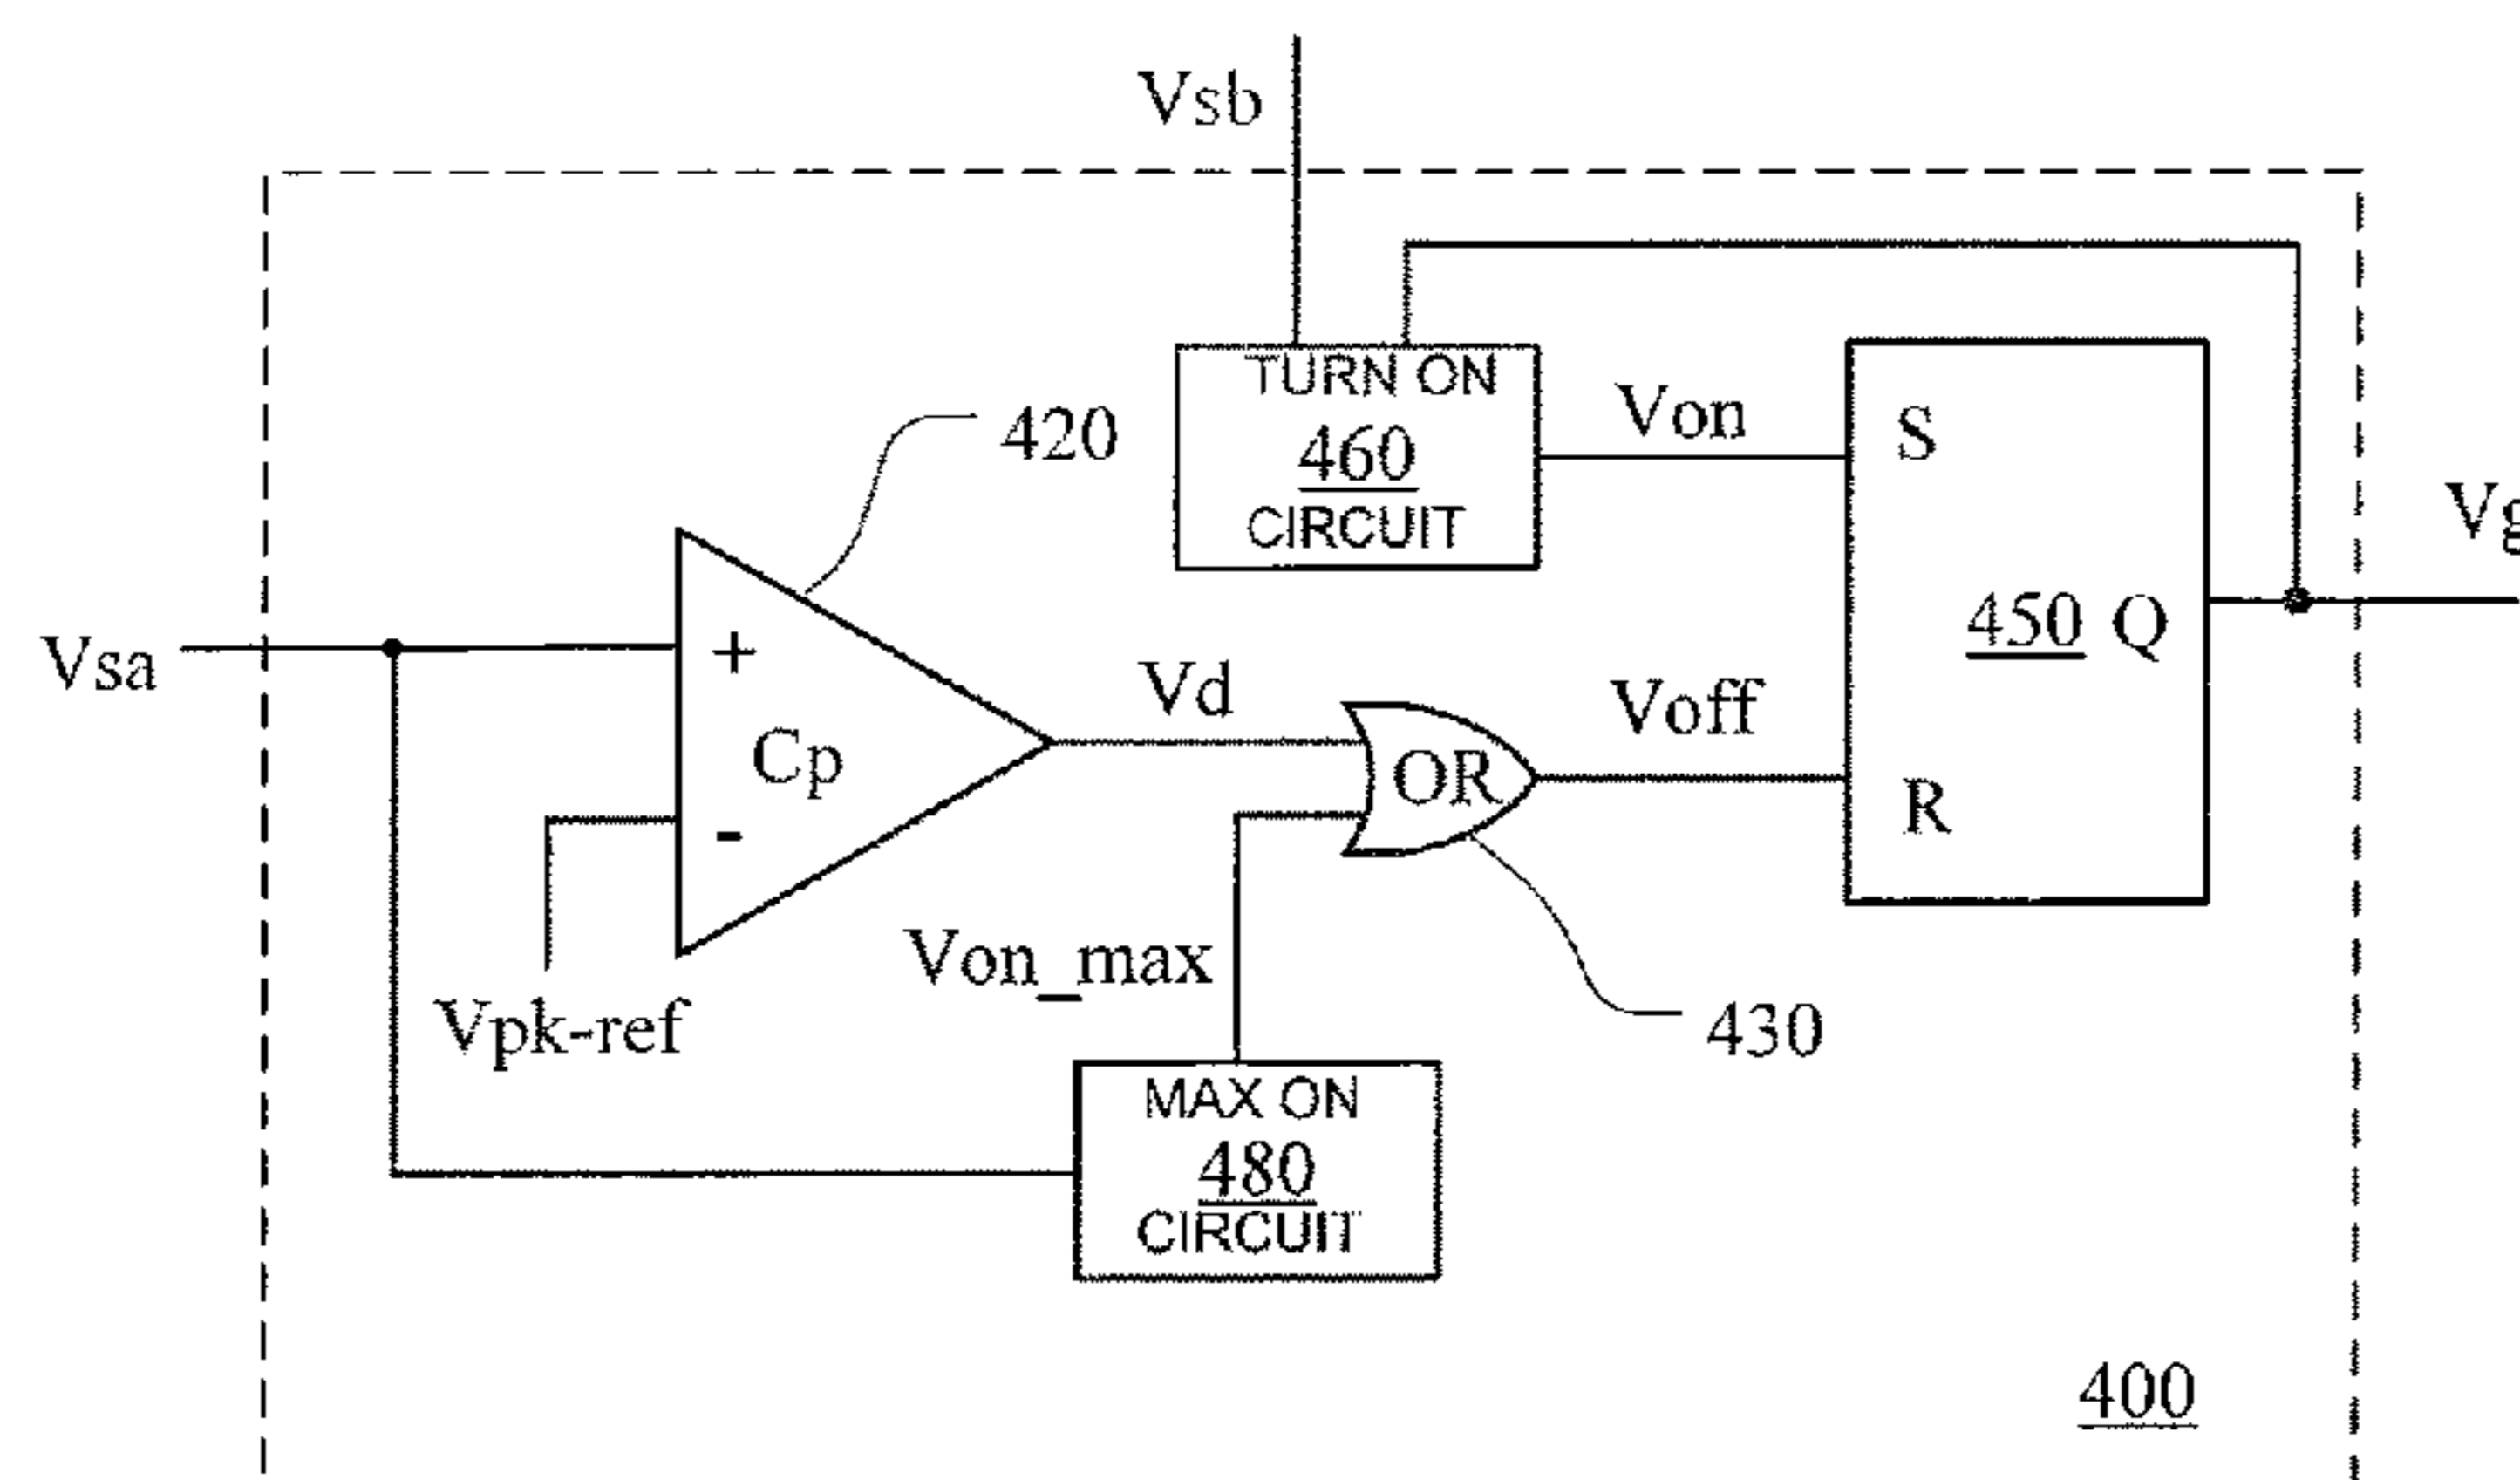 Vsb
TURN ON
460
CIRCUIT
Von
S
420
450 Q
Vg
Vsa
+
Cp
-
Vd
OR
Voff
R
Vpk-ref
Von_max
430
MAX ON
480
CIRCUIT
400